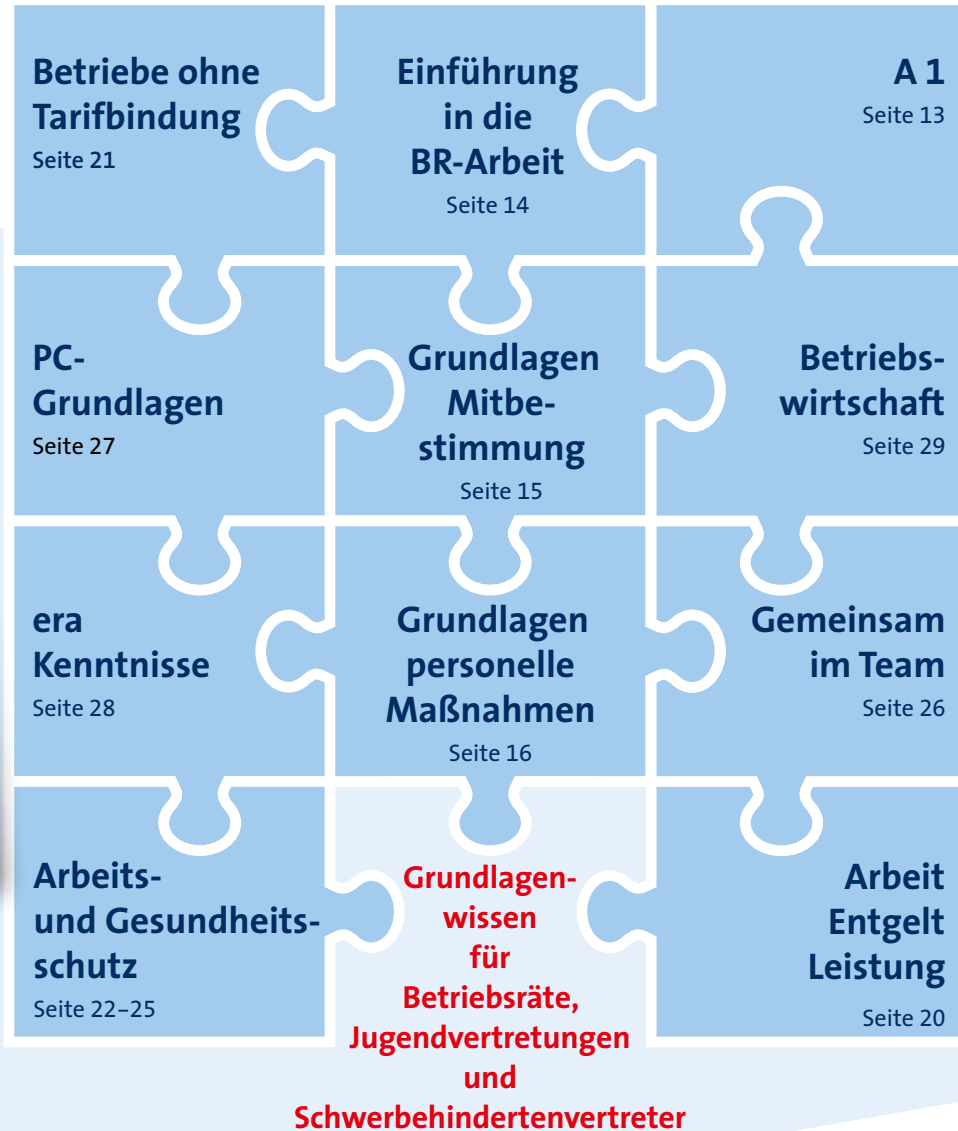 Betriebe ohne
Tarifbindung
Seite 21
Einführung
in die
BR-Arbeit
Seite 14
A 1
Seite 13
PC-
Grundlagen
Seite 27
Grundlagen
Mitbe-
stimmung
Seite 15
Betriebs-
wirtschaft
Seite 29
era
Kenntnisse
Seite 28
Grundlagen
personelle
Maßnahmen
Seite 16
Gemeinsam
im Team
Seite 26
Arbeits-
und Gesundheits-
schutz
Seite 22–25
Grundlagen-
wissen
für
Betriebsräte,
Jugendvertretungen
und
Schwerbehindertenvertreter
Arbeit
Entgelt
Leistung
Seite 20